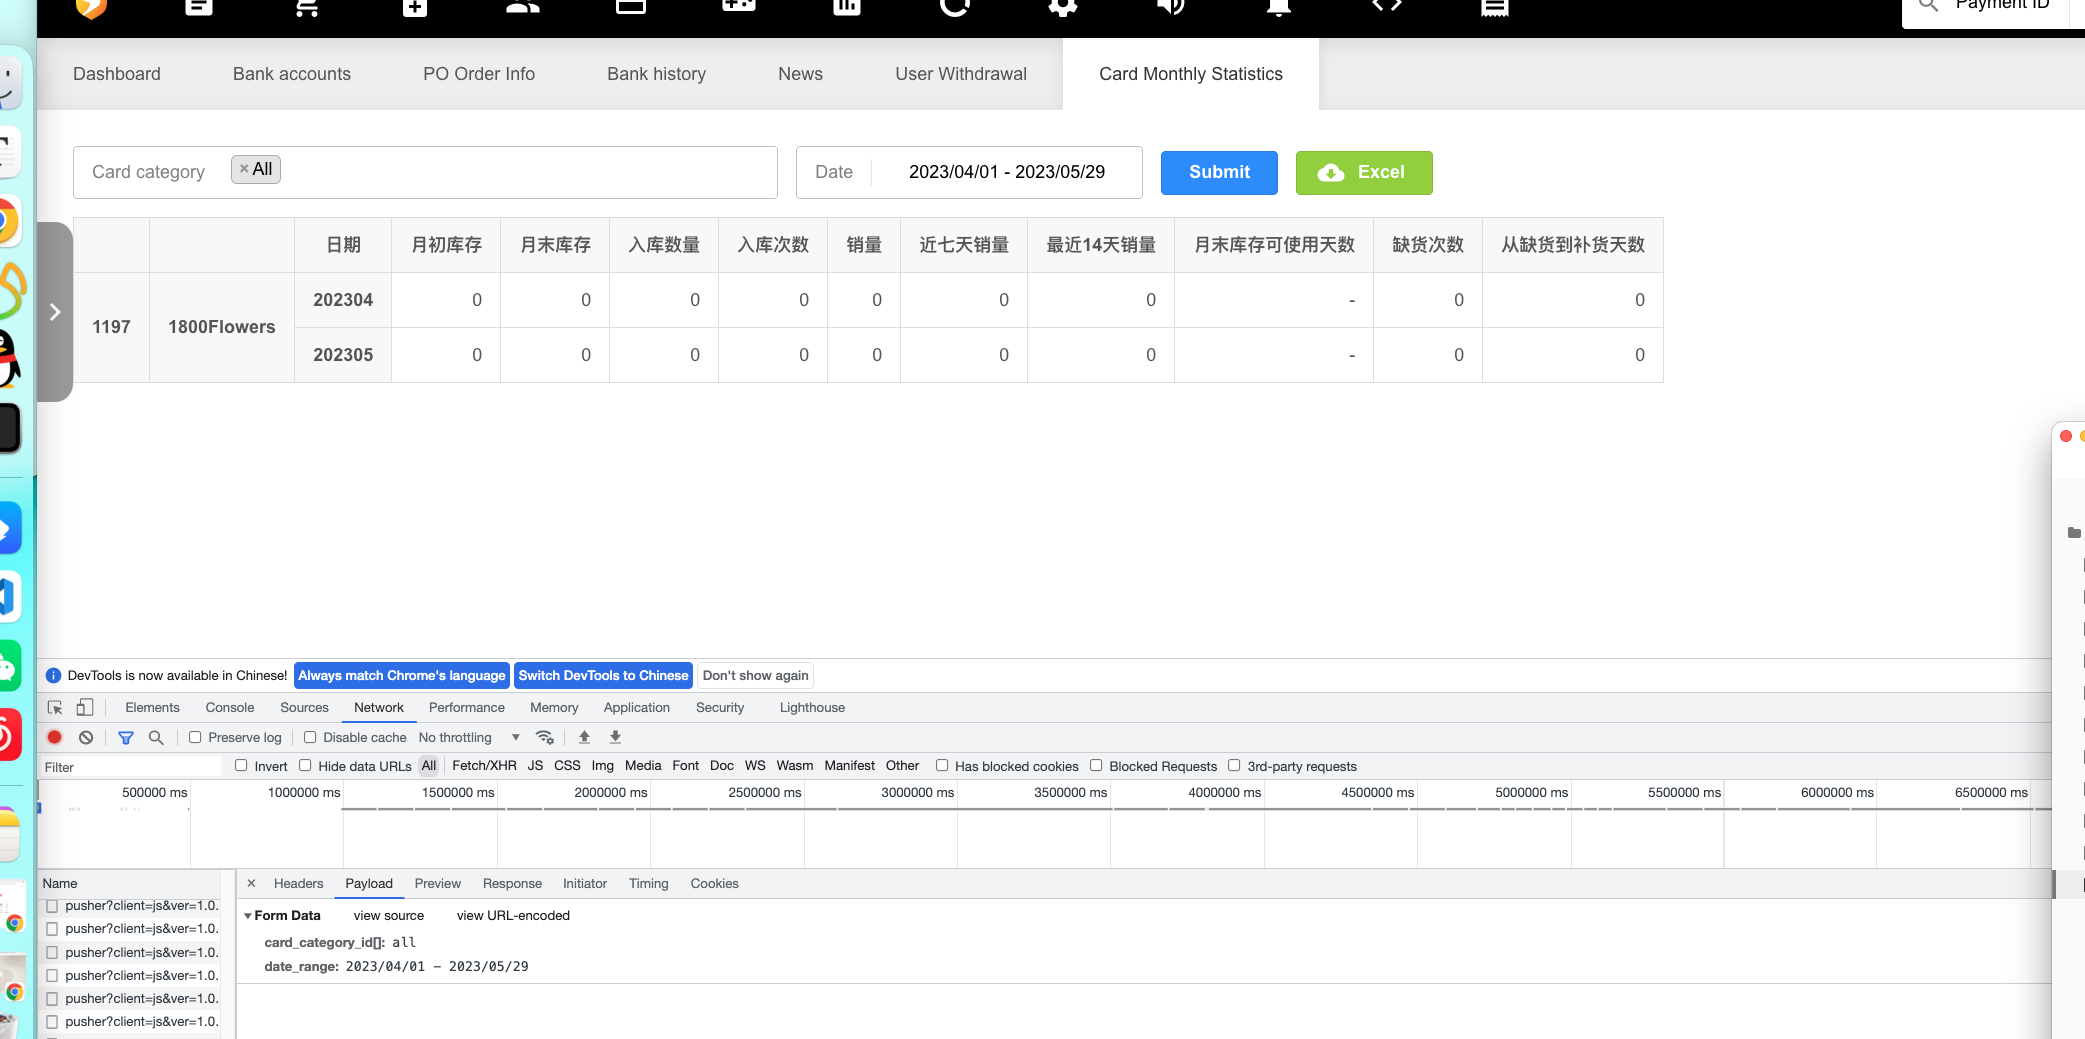 Payment ID
Dashboard Bank accounts PO Order Info Bank history News User Withdrawal Card Monthly Statistics
Card category × All Date 2023/04/01 - 2023/05/29 Submit Excel
日期 月初库存 月末库存 入库数量 入库次数 销量 近七天销量 最近14天销量 月末库存可使用天数 缺货次数 从缺货到补货天数
1197 1800Flowers 202304 0 0 0 0 0 0 0 - 0 0
202305 0 0 0 0 0 0 0 - 0 0
DevTools is now available in Chinese! Always match Chrome's language Switch DevTools to Chinese Don't show again
Elements Console Sources Network Performance Memory Application Security Lighthouse
Preserve log Disable cache No throttling
Filter Invert Hide data URLs All Fetch/XHR JS CSS Img Media Font Doc WS Wasm Manifest Other Has blocked cookies Blocked Requests 3rd-party requests
500000 ms 1000000 ms 1500000 ms 2000000 ms 2500000 ms 3000000 ms 3500000 ms 4000000 ms 4500000 ms 5000000 ms 5500000 ms 6000000 ms 6500000 ms
Name × Headers Payload Preview Response Initiator Timing Cookies
pusher?client=js&ver=1.0.
pusher?client=js&ver=1.0.
pusher?client=js&ver=1.0.
pusher?client=js&ver=1.0.
pusher?client=js&ver=1.0.
pusher?client=js&ver=1.0.
Form Data view source view URL-encoded
card_category_id[]: all
date_range: 2023/04/01 - 2023/05/29